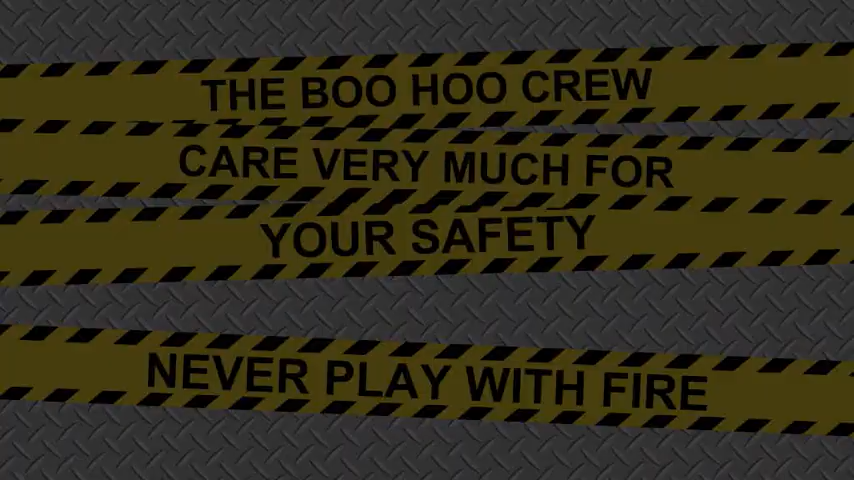 THE BOO HOO CREW
CARE VERY MUCH FOR
YOUR SAFETY
NEVER PLAY WITH FIRE